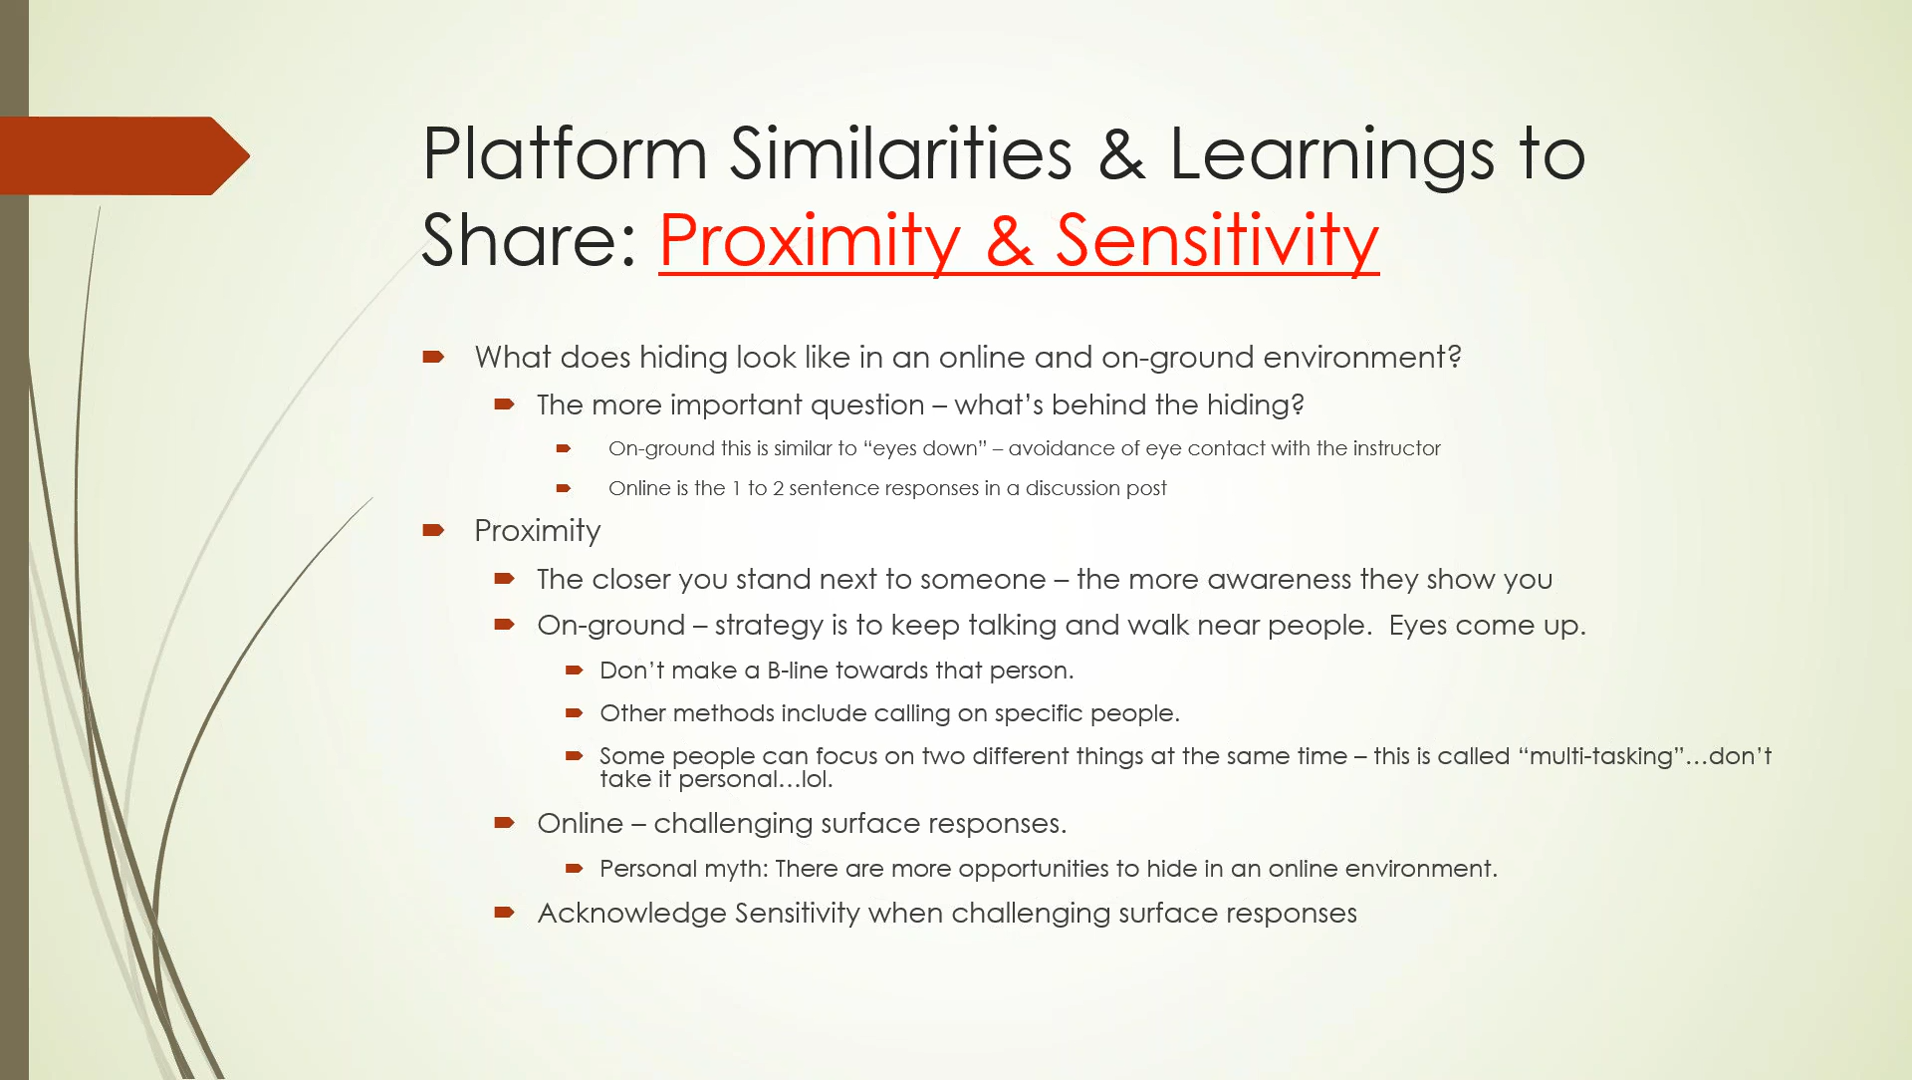 Platform Similarities & Learnings to
Share: Proximity & Sensitivity
What does hiding look like in an online and on-ground environment?
The more important question – what’s behind the hiding?
On-ground this is similar to “eyes down” – avoidance of eye contact with the instructor
Online is the 1 to 2 sentence responses in a discussion post
Proximity
The closer you stand next to someone – the more awareness they show you
On-ground – strategy is to keep talking and walk near people.  Eyes come up.
Don’t make a B-line towards that person.
Other methods include calling on specific people.
Some people can focus on two different things at the same time – this is called “multi-tasking”…don’t
take it personal…lol.
Online – challenging surface responses.
Personal myth: There are more opportunities to hide in an online environment.
Acknowledge Sensitivity when challenging surface responses